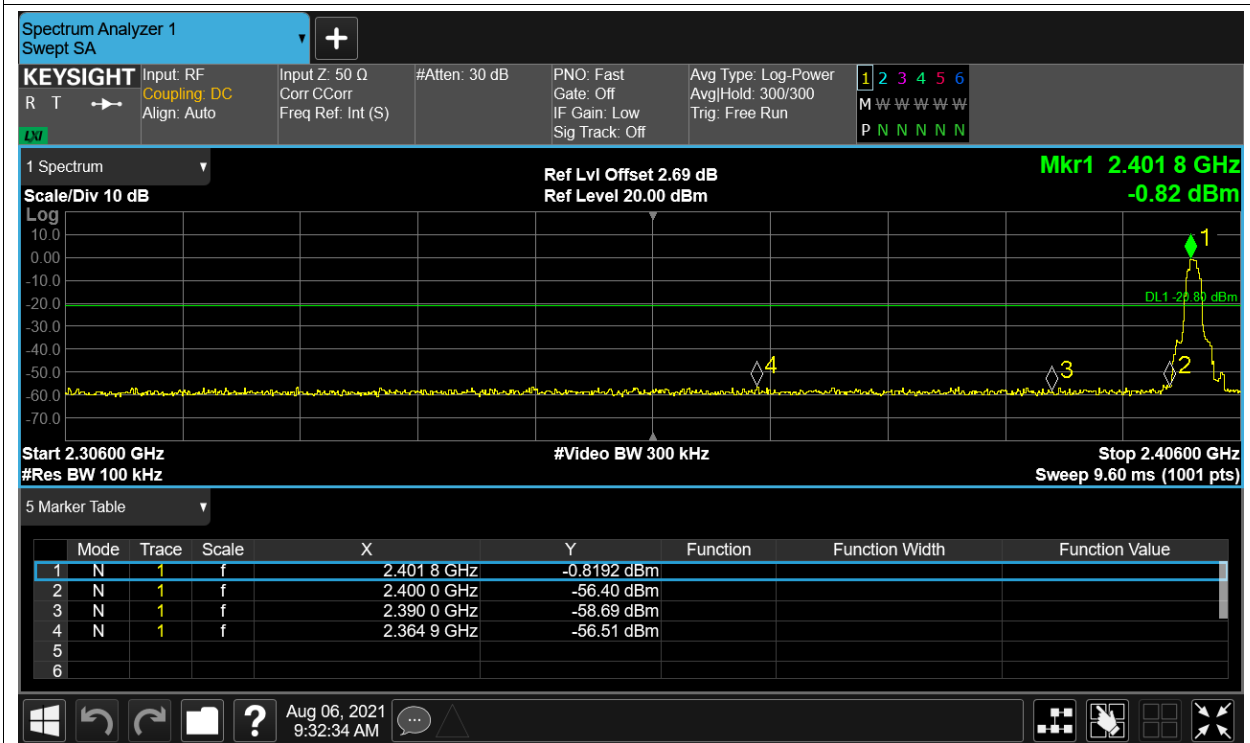 Spectrum Analyzer 1
Swept SA
KEYSIGHT
R T
LXI
Input: RF
Coupling: DC
Align: Auto
Input Z: 50 Ω
Corr CCorr
Freq Ref: Int (S)
#Atten: 30 dB
PNO: Fast
Gate: Off
IF Gain: Low
Sig Track: Off
Avg Type: Log-Power
Avg|Hold: 300/300
Trig: Free Run
1 2 3 4 5 6
M W W W W W
P N N N N N
1 Spectrum
Scale/Div 10 dB
Ref Lvl Offset 2.69 dB
Ref Level 20.00 dBm
Mkr1 2.401 8 GHz
-0.82 dBm
Log
10.0
0.00
-10.0
-20.0
-30.0
-40.0
-50.0
-60.0
-70.0
1
DL1 -20.80 dBm
4
3
2
Start 2.30600 GHz
#Res BW 100 kHz
#Video BW 300 kHz
Stop 2.40600 GHz
Sweep 9.60 ms (1001 pts)
5 Marker Table
Mode Trace Scale X Y Function Function Width Function Value
1 N 1 f 2.401 8 GHz -0.8192 dBm
2 N 1 f 2.400 0 GHz -56.40 dBm
3 N 1 f 2.390 0 GHz -58.69 dBm
4 N 1 f 2.364 9 GHz -56.51 dBm
5
6
?
Aug 06, 2021
9:32:34 AM